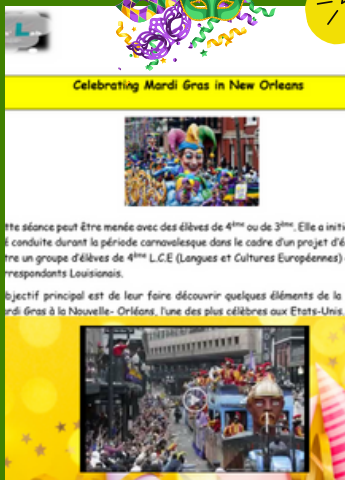 L.
Celebrating Mardi Gras in New Orleans
tte séance peut être menée avec des élèves de 4ème ou de 3ème. Elle a initi
é conduite durant la période carnavalesque dans le cadre d'un projet d'é
tre un groupe d'élèves de 4ème L.C.E (Langues et Cultures Européennes)
rrespondants Louisianais.
bjectif principal est de leur faire découvrir quelques éléments de la
ardi Gras à la Nouvelle- Orléans, l'une des plus célèbres aux Etats-Unis.